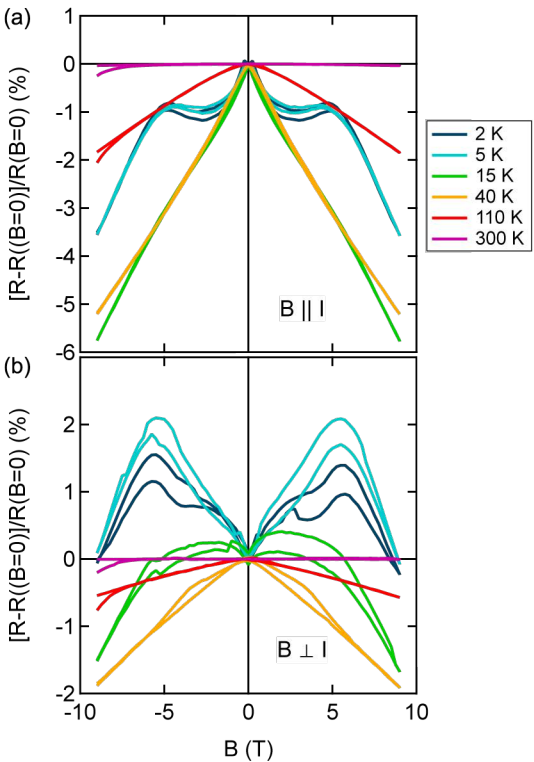 (a)
[R-R((B=0)]/R(B=0) (%)
1
0
-1
-2
-3
-4
-5
-6
B || I
2 K
5 K
15 K
40 K
110 K
300 K
(b)
[R-R((B=0)]/R(B=0) (%)
2
1
0
-1
-2
B ⊥ I
-10
-5
0
5
10
B (T)